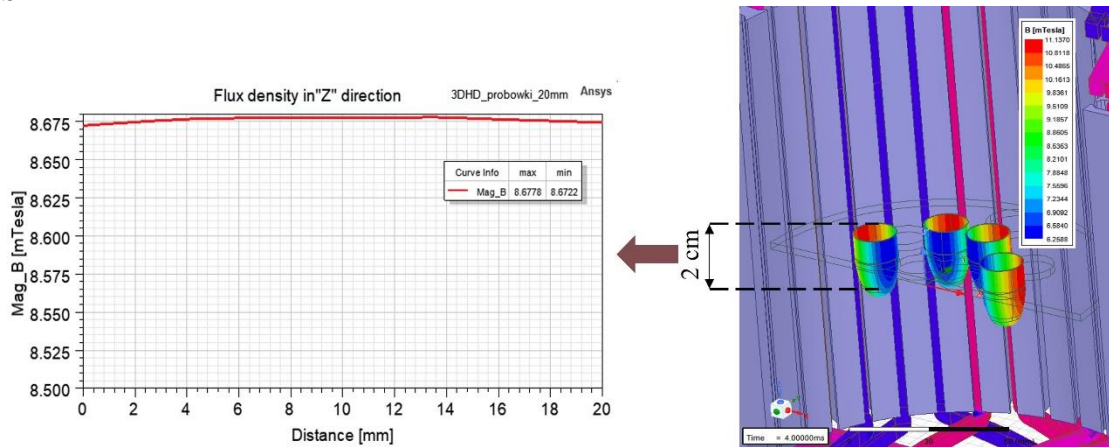 Flux density in"Z" direction
3DHD_probowki_20mm
Ansys
Mag_B [mTesla]
8.675
8.650
8.625
8.600
8.575
8.550
8.525
8.500
Curve Info max min
Mag_B 8.6778 8.6722
0 2 4 6 8 10 12 14 16 18 20
Distance [mm]
2 cm
B [mTesla]
11.1370
10.8118
10.4865
10.1613
9.8361
9.5109
9.1857
8.8605
8.5353
8.2101
7.8848
7.5596
7.2344
6.9092
6.5840
6.2588
Time = 4.00000ms